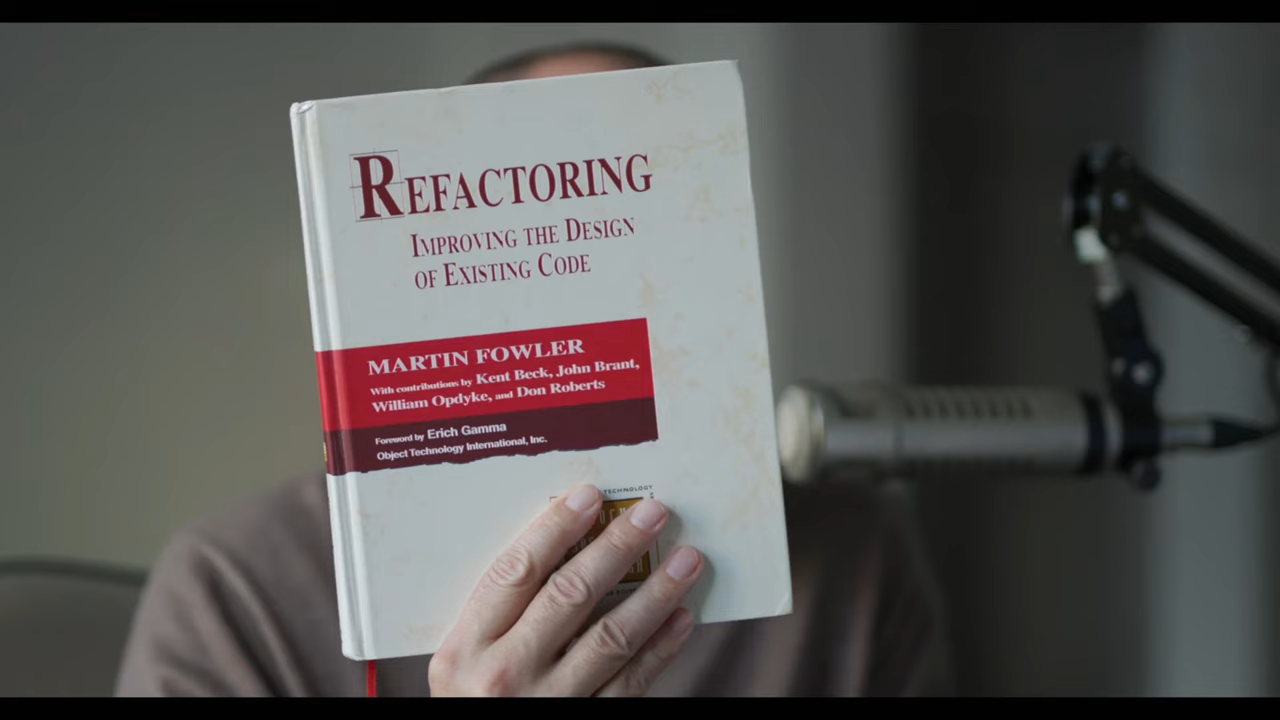 REFACTORING
IMPROVING THE DESIGN
OF EXISTING CODE
MARTIN FOWLER
With contributions by Kent Beck, John Brant,
William Opdyke, and Don Roberts
Foreword by Erich Gamma
Object Technology International, Inc.
TECHNOLOGY